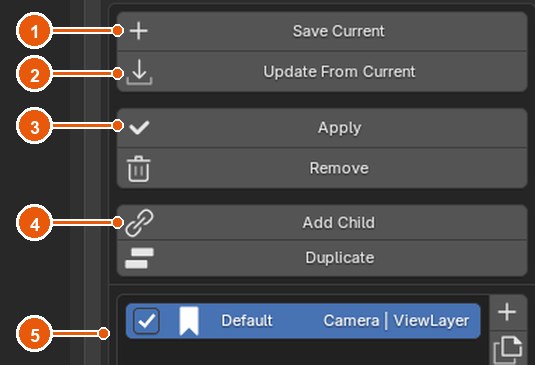 1 Save Current
2 Update From Current
3 Apply
Remove
4 Add Child
Duplicate
5 Default Camera | ViewLayer